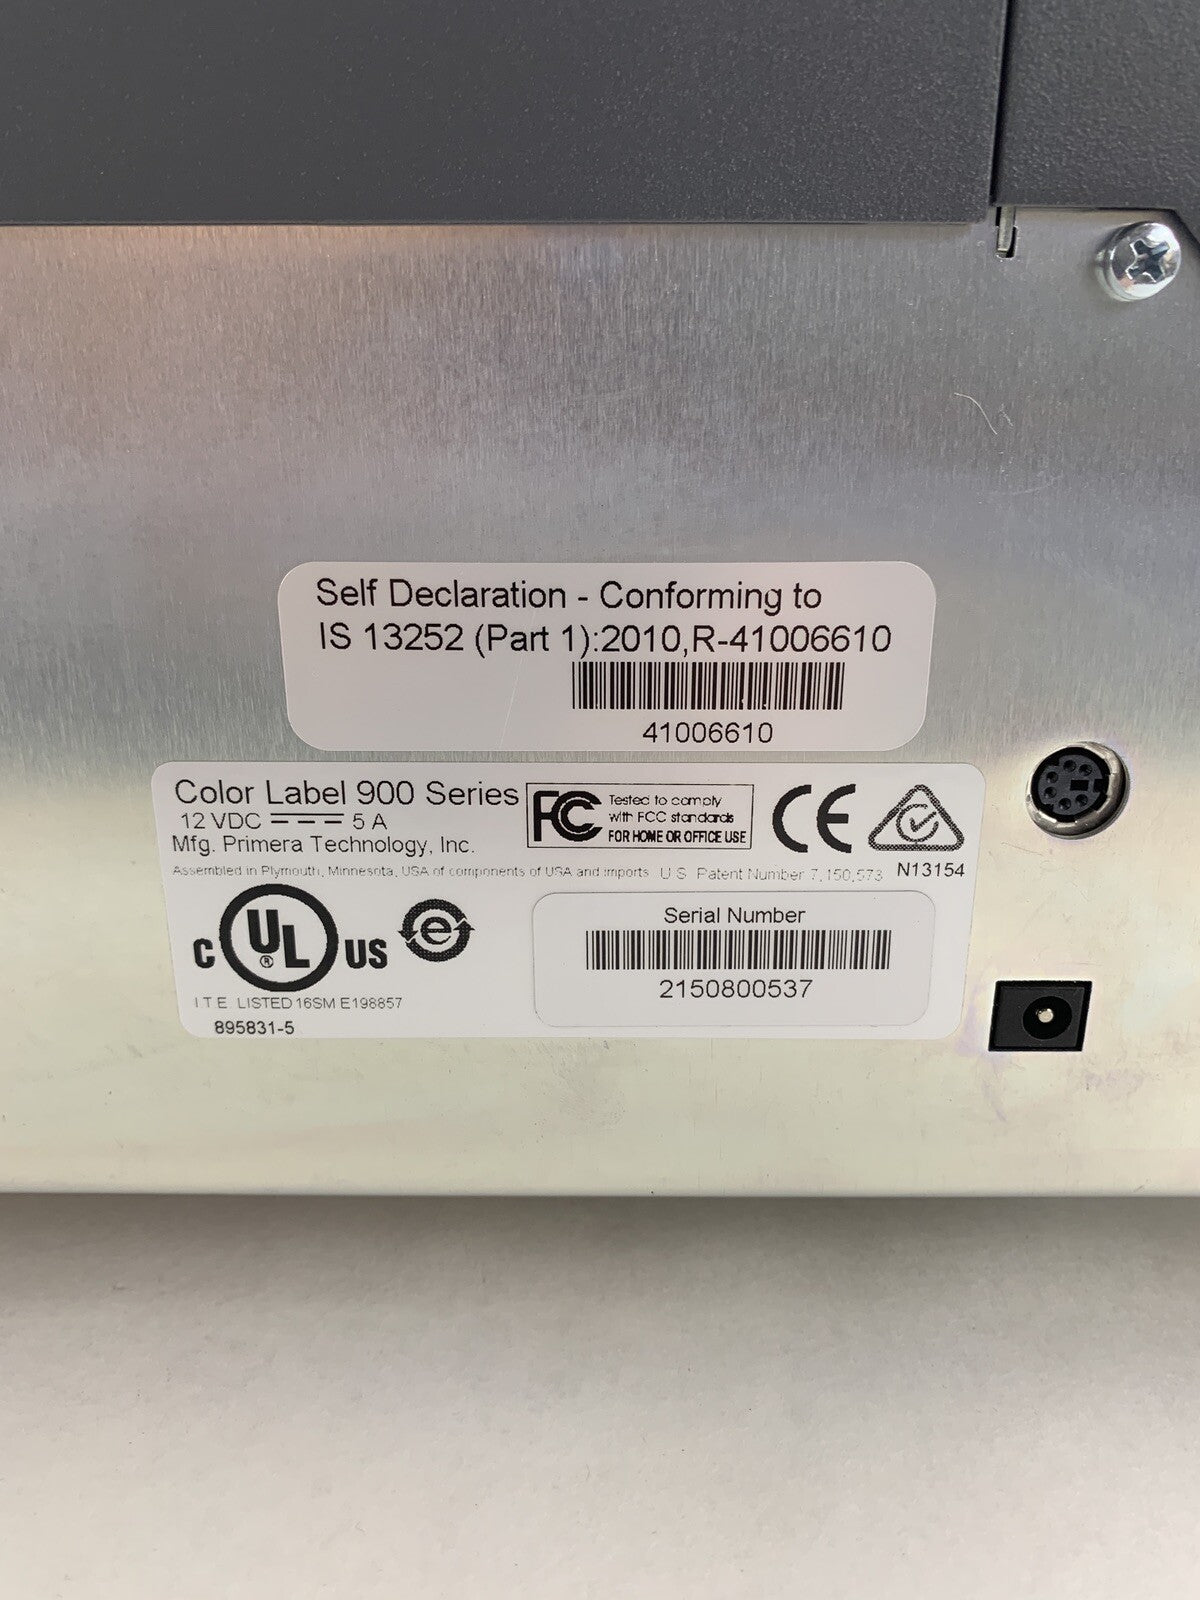 Self Declaration - Conforming to
IS 13252 (Part 1):2010,R-41006610
41006610
Color Label 900 Series
12 VDC 5 A
Mfg. Primera Technology, Inc.
FC Tested to comply
with FCC standards
FOR HOME OR OFFICE USE
CE
N13154
Assembled in Plymouth, Minnesota, USA of components of USA and imports U S Patent Number 7,150,573
C UL ® US
e
I T E LISTED 16SM E198857
895831-5
Serial Number
2150800537